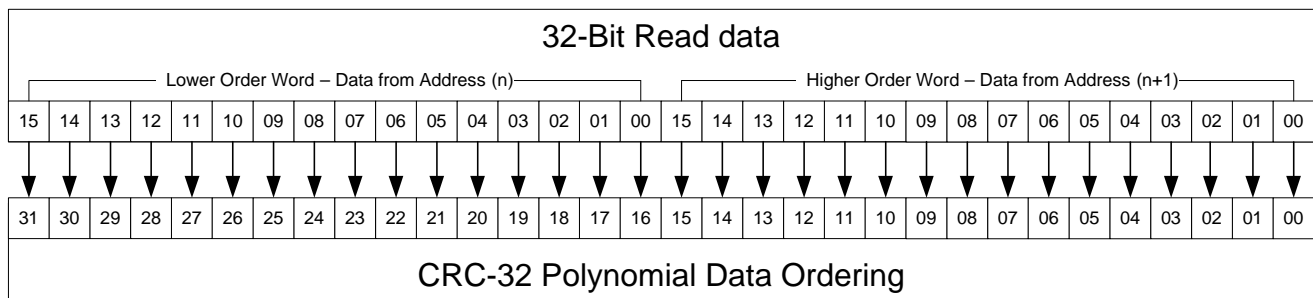 32-Bit Read data
Lower Order Word – Data from Address (n) Higher Order Word – Data from Address (n+1)
15 14 13 12 11 10 09 08 07 06 05 04 03 02 01 00 15 14 13 12 11 10 09 08 07 06 05 04 03 02 01 00
31 30 29 28 27 26 25 24 23 22 21 20 19 18 17 16 15 14 13 12 11 10 09 08 07 06 05 04 03 02 01 00
CRC-32 Polynomial Data Ordering